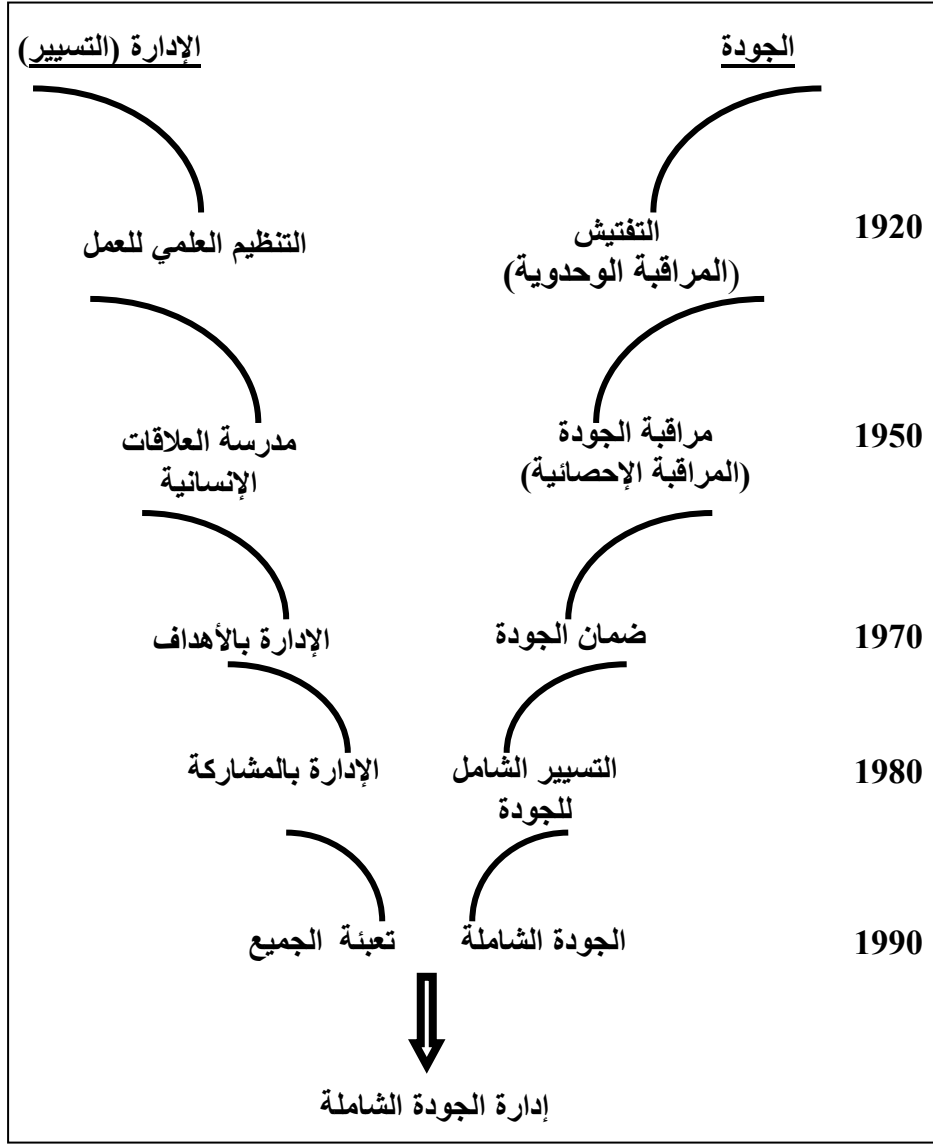 الجودة
الإدارة (التسيير)
1920
التفتيش
(المراقبة الوحدوية)
التنظيم العلمي للعمل
1950
مراقبة الجودة
(المراقبة الإحصائية)
مدرسة العلاقات
الإنسانية
1970
ضمان الجودة
الإدارة بالأهداف
1980
التسيير الشامل
للجودة
الإدارة بالمشاركة
1990
الجودة الشاملة
تعبئة الجميع
إدارة الجودة الشاملة